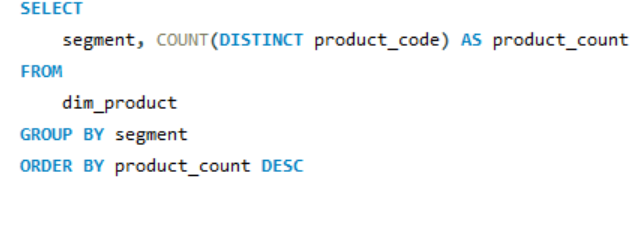 SELECT
    segment, COUNT(DISTINCT product_code) AS product_count
FROM
    dim_product
GROUP BY segment
ORDER BY product_count DESC